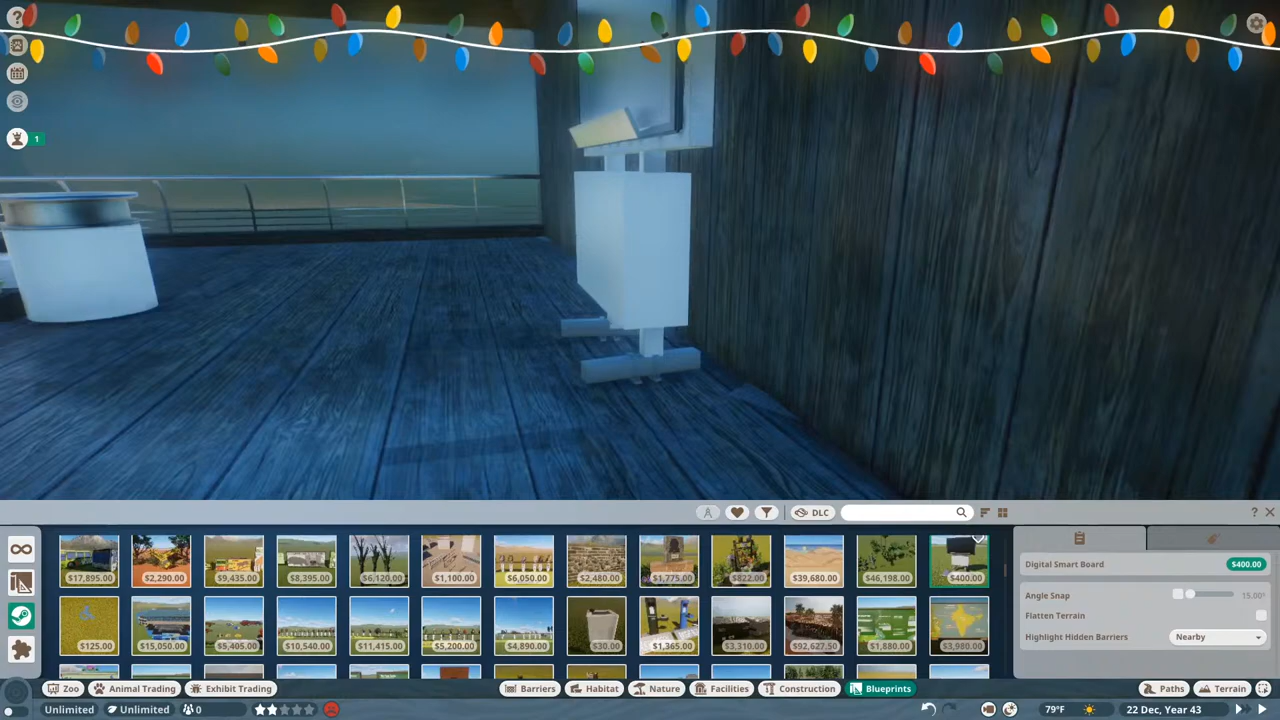 ?
1
DLC
?
$17,895.00 $2,290.00 $9,435.00 $8,395.00 $6,120.00 $1,100.00 $6,050.00 $2,480.00 $1,775.00 $822.00 $39,680.00 $46,198.00 $400.00
Digital Smart Board $400.00
Angle Snap 15.00°
Flatten Terrain
$125.00 $15,050.00 $5,405.00 $10,540.00 $11,415.00 $5,200.00 $4,890.00 $30.00 $1,365.00 $3,310.00 $92,627.50 $1,880.00 $3,980.00
Highlight Hidden Barriers Nearby
Zoo Animal Trading Exhibit Trading Barriers Habitat Nature Facilities Construction Blueprints Paths Terrain
Unlimited Unlimited 0 79°F 22 Dec, Year 43